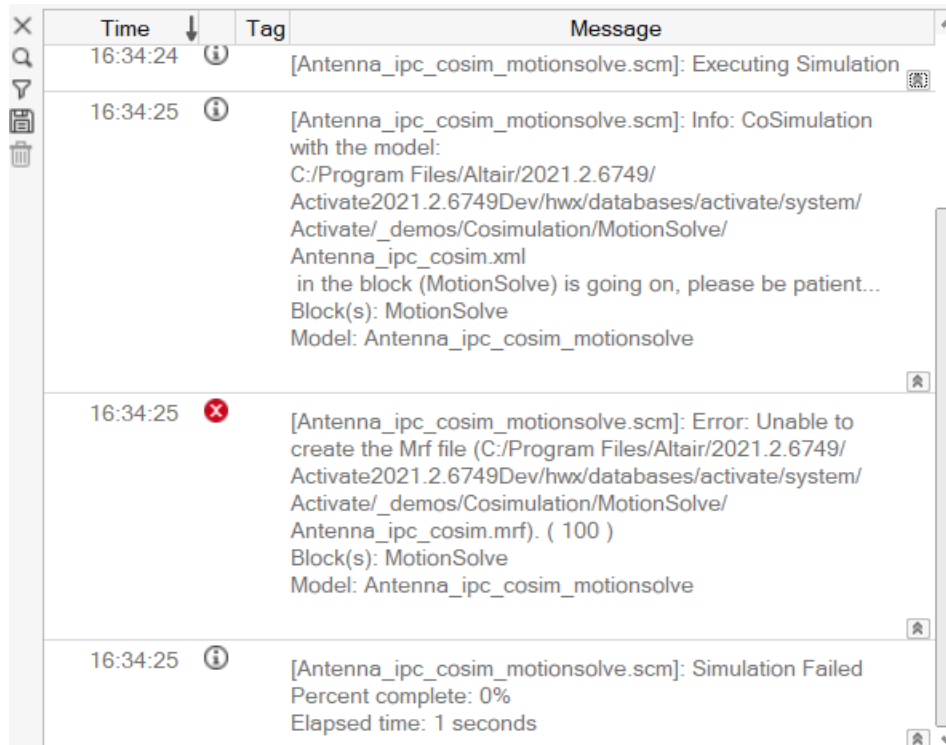 Time Tag Message
16:34:24 [Antenna_ipc_cosim_motionsolve.scm]: Executing Simulation
16:34:25 [Antenna_ipc_cosim_motionsolve.scm]: Info: CoSimulation
with the model:
C:/Program Files/Altair/2021.2.6749/
Activate2021.2.6749Dev/hwx/databases/activate/system/
Activate/_demos/Cosimulation/MotionSolve/
Antenna_ipc_cosim.xml
in the block (MotionSolve) is going on, please be patient...
Block(s): MotionSolve
Model: Antenna_ipc_cosim_motionsolve
16:34:25 [Antenna_ipc_cosim_motionsolve.scm]: Error: Unable to
create the Mrf file (C:/Program Files/Altair/2021.2.6749/
Activate2021.2.6749Dev/hwx/databases/activate/system/
Activate/_demos/Cosimulation/MotionSolve/
Antenna_ipc_cosim.mrf). ( 100 )
Block(s): MotionSolve
Model: Antenna_ipc_cosim_motionsolve
16:34:25 [Antenna_ipc_cosim_motionsolve.scm]: Simulation Failed
Percent complete: 0%
Elapsed time: 1 seconds